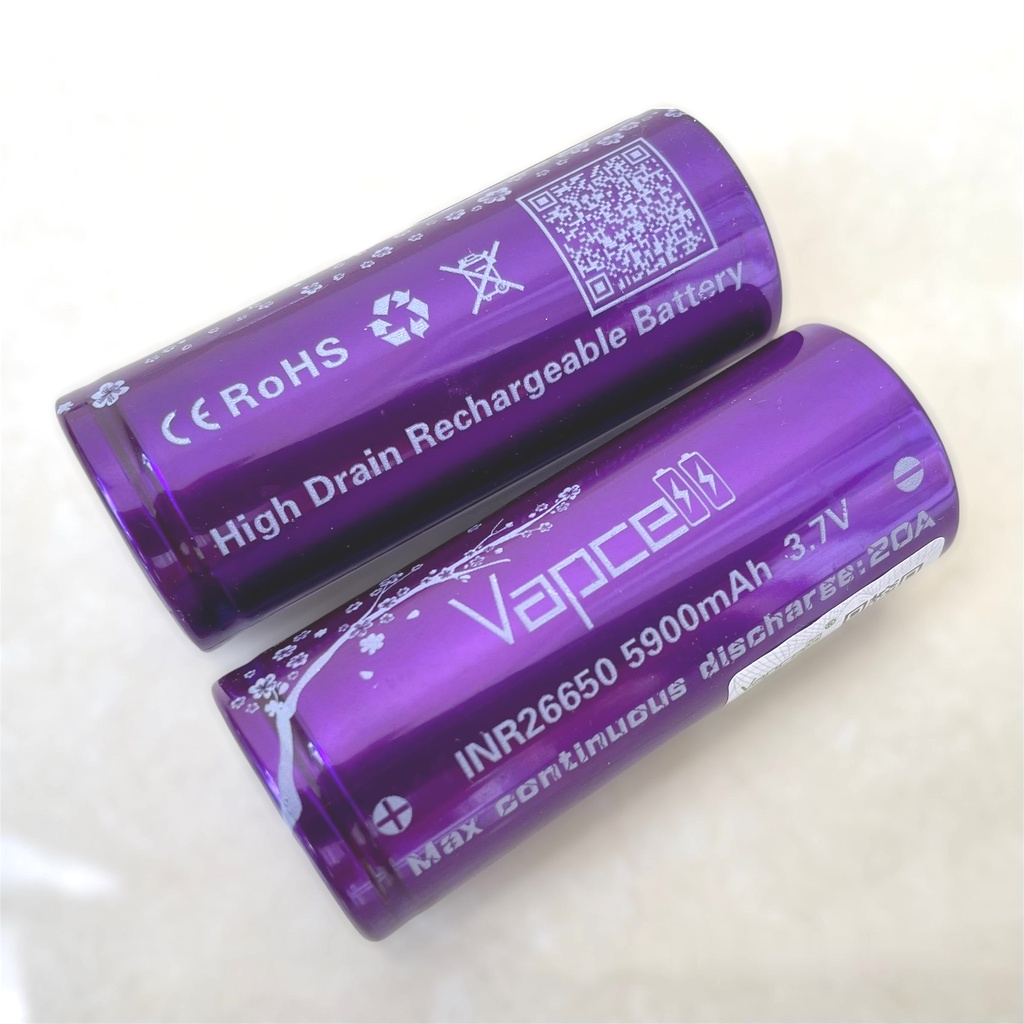 CE RoHS
High Drain Rechargeable Battery
Vapcell
INR26650 5900mAh 3.7V
Max continuous discharge:20A